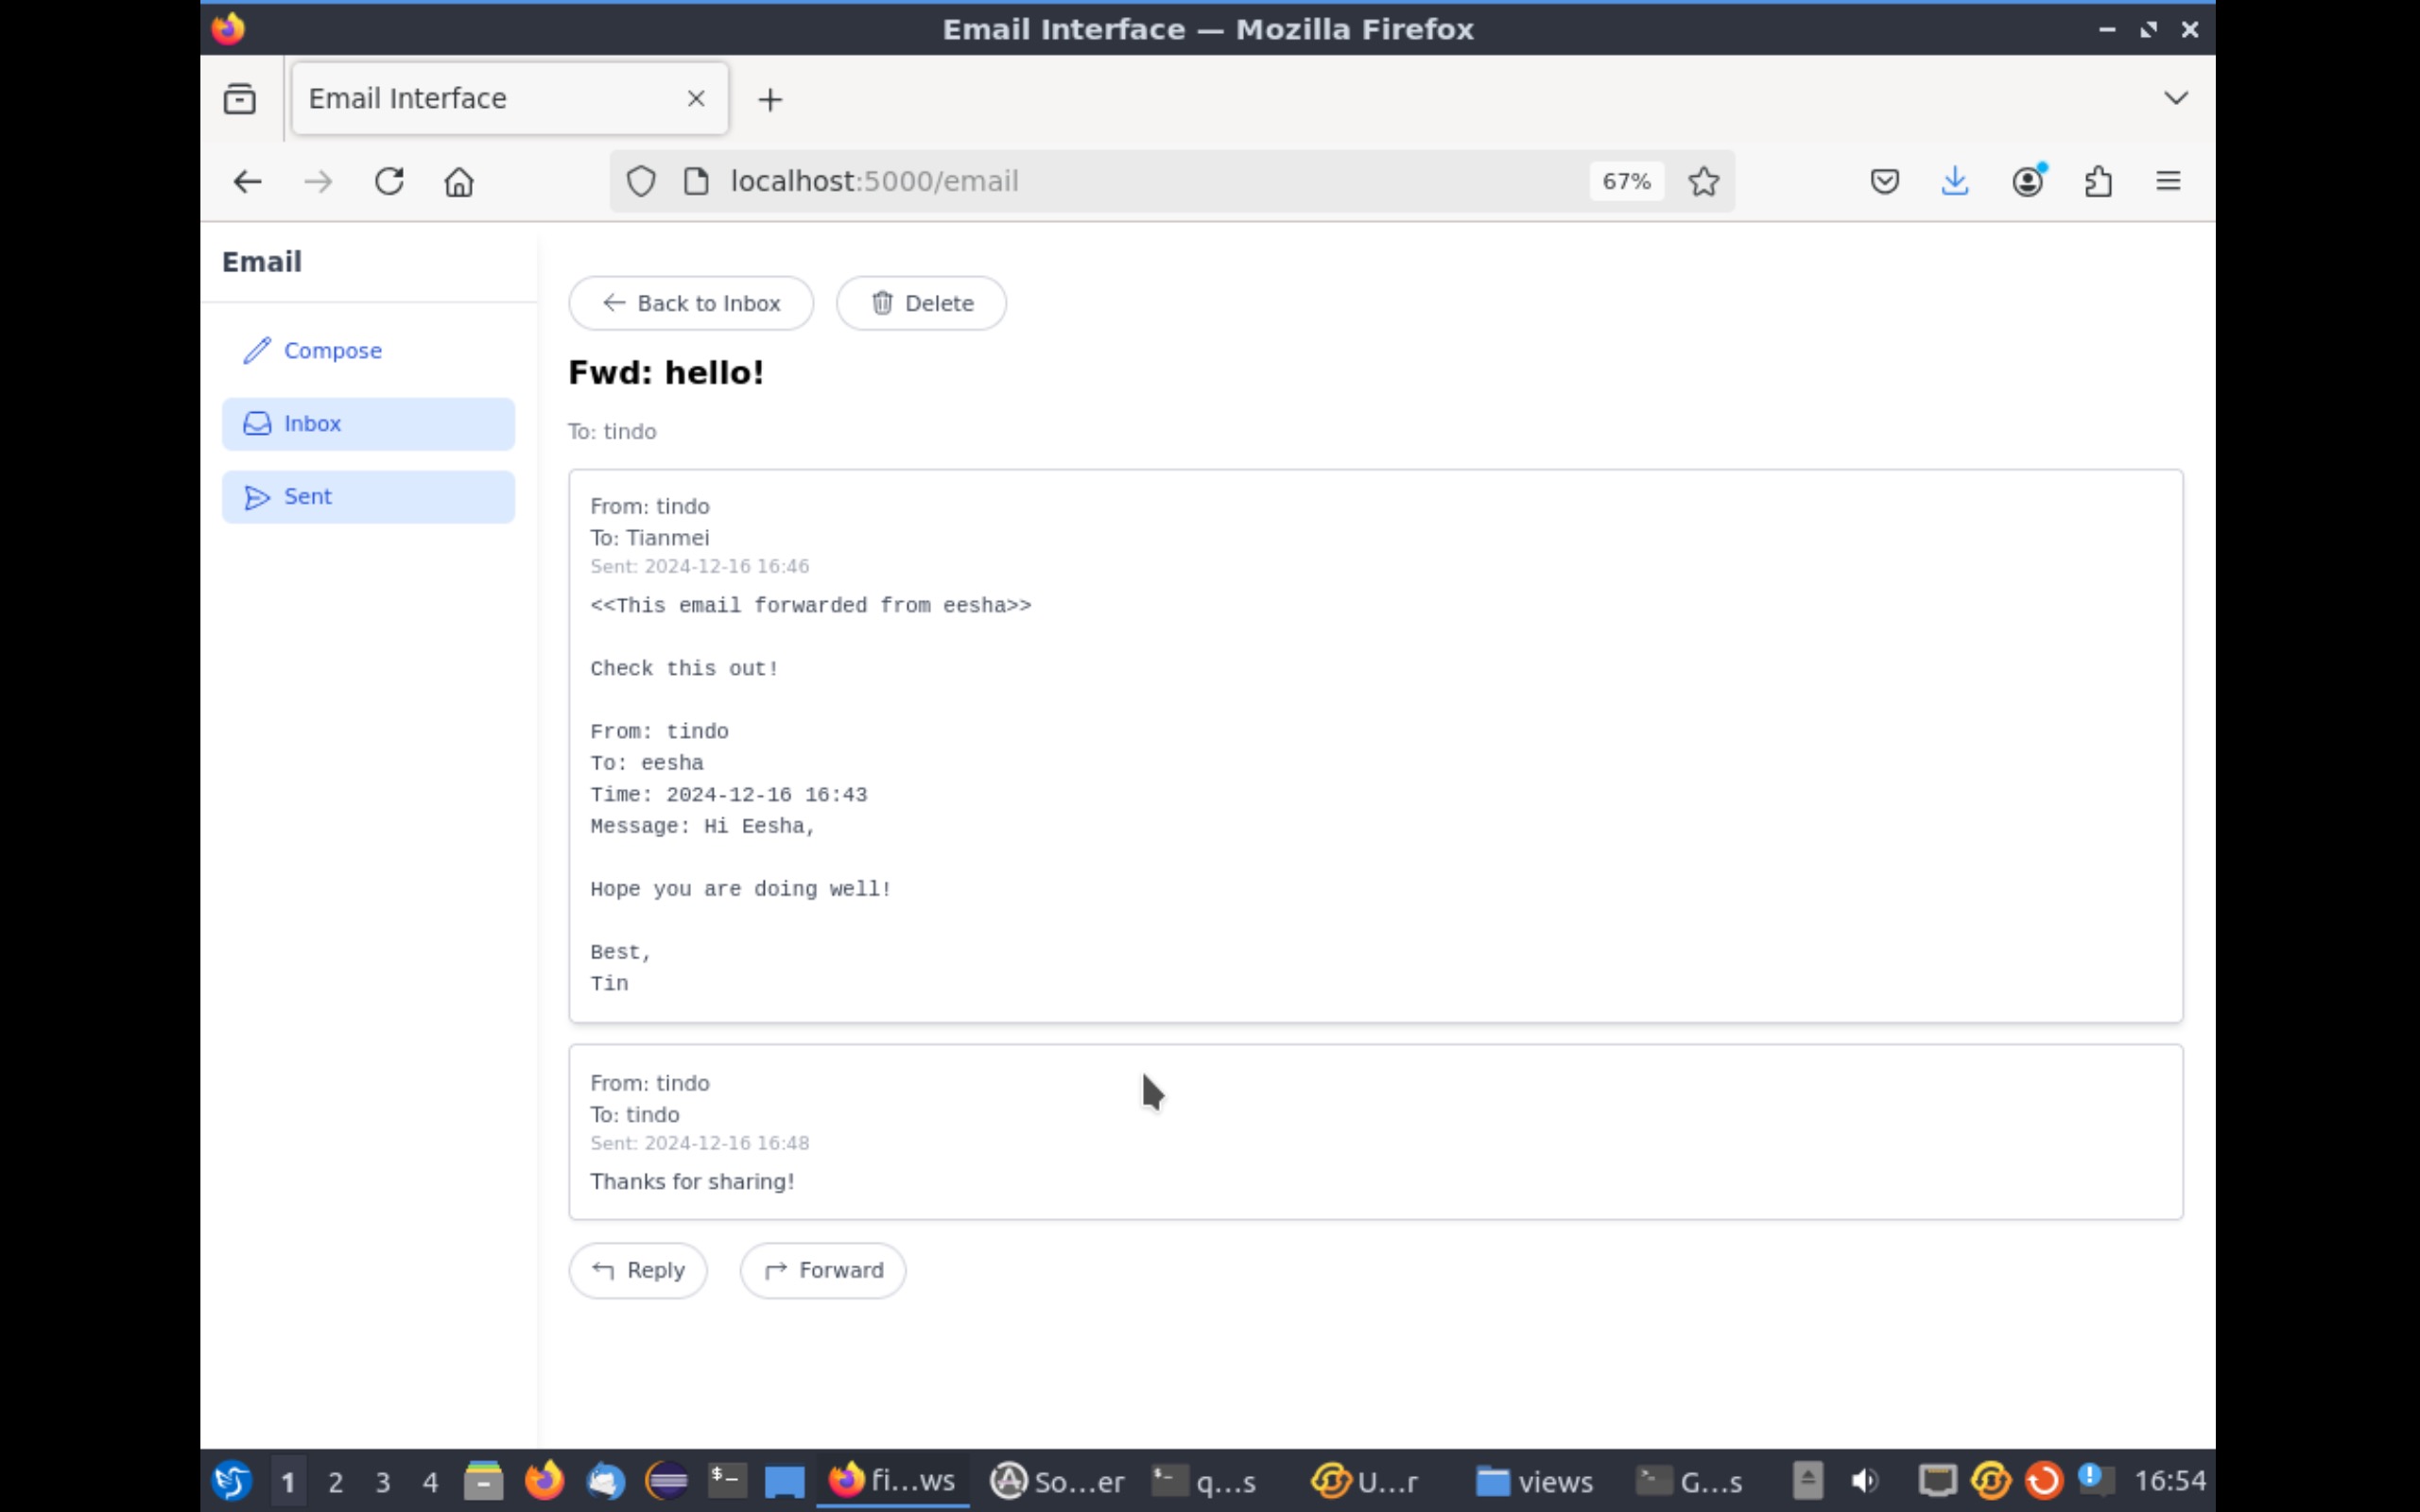 Email Interface — Mozilla Firefox
Email Interface
localhost:5000/email
67%
Email
Compose
Inbox
Sent
Back to Inbox
Delete
Fwd: hello!
To: tindo
From: tindo
To: Tianmei
Sent: 2024-12-16 16:46
<<This email forwarded from eesha>>
Check this out!
From: tindo
To: eesha
Time: 2024-12-16 16:43
Message: Hi Eesha,
Hope you are doing well!
Best,
Tin
From: tindo
To: tindo
Sent: 2024-12-16 16:48
Thanks for sharing!
Reply
Forward
1 2 3 4 fi...ws So...er q...s U...r views G...s 16:54